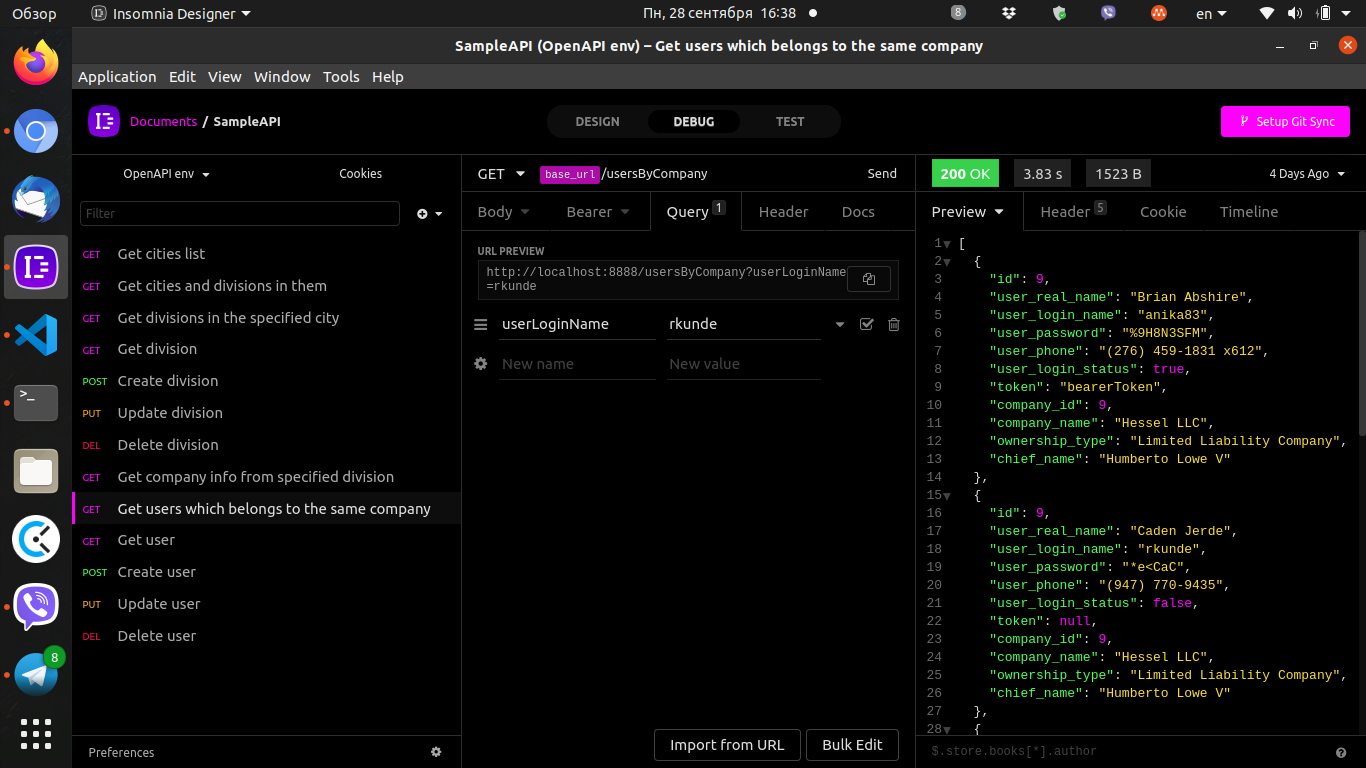 Обзор
Insomnia Designer
Пн, 28 сентября 16:38
8
en
SampleAPI (OpenAPI env) – Get users which belongs to the same company
Application Edit View Window Tools Help
Documents / SampleAPI
DESIGN DEBUG TEST
Setup Git Sync
OpenAPI env
Cookies
Filter
GET Get cities list
GET Get cities and divisions in them
GET Get divisions in the specified city
GET Get division
POST Create division
PUT Update division
DEL Delete division
GET Get company info from specified division
GET Get users which belongs to the same company
GET Get user
POST Create user
PUT Update user
DEL Delete user
Preferences
>_
8
GET base_url/usersByCompany Send
Body Bearer Query 1 Header Docs
URL PREVIEW
http://localhost:8888/usersByCompany?userLoginName
=rkunde
userLoginName rkunde
New name New value
Import from URL Bulk Edit
200 OK 3.83 s 1523 B 4 Days Ago
Preview Header 5 Cookie Timeline
1 [
2 {
3 "id": 9,
4 "user_real_name": "Brian Abshire",
5 "user_login_name": "anika83",
6 "user_password": "%9H8N3SFM",
7 "user_phone": "(276) 459-1831 x612",
8 "user_login_status": true,
9 "token": "bearerToken",
10 "company_id": 9,
11 "company_name": "Hessel LLC",
12 "ownership_type": "Limited Liability Company",
13 "chief_name": "Humberto Lowe V"
14 },
15 {
16 "id": 9,
17 "user_real_name": "Caden Jerde",
18 "user_login_name": "rkunde",
19 "user_password": "*e<CaC",
20 "user_phone": "(947) 770-9435",
21 "user_login_status": false,
22 "token": null,
23 "company_id": 9,
24 "company_name": "Hessel LLC",
25 "ownership_type": "Limited Liability Company",
26 "chief_name": "Humberto Lowe V"
27 },
28 {
$.store.books[*].author